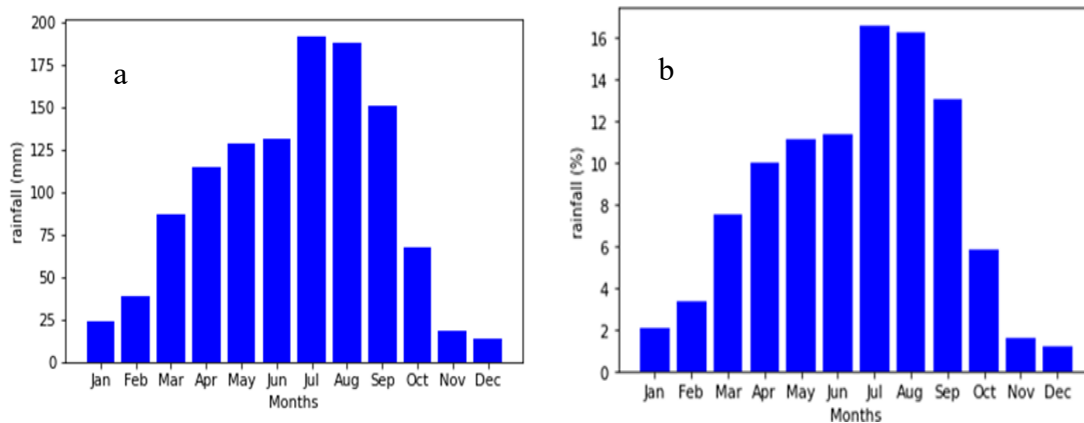 a
rainfall (mm)
200
175
150
125
100
75
50
25
0
Jan Feb Mar Apr May Jun Jul Aug Sep Oct Nov Dec
Months
b
rainfall (%)
16
14
12
10
8
6
4
2
0
Jan Feb Mar Apr May Jun Jul Aug Sep Oct Nov Dec
Months